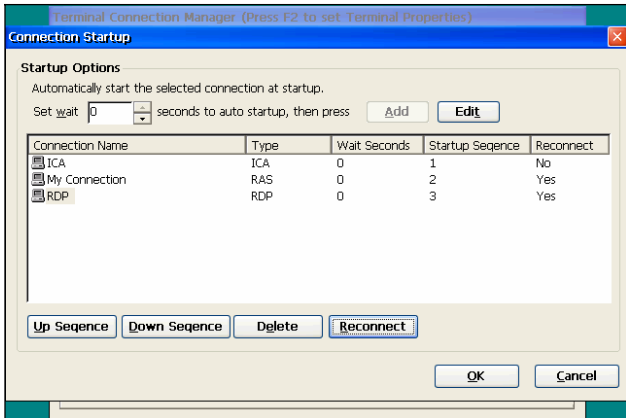 Terminal Connection Manager (Press F2 to set Terminal Properties)
Connection Startup
Startup Options
Automatically start the selected connection at startup.
Set wait 0 seconds to auto startup, then press Add Edit
Connection Name Type Wait Seconds Startup Seqence Reconnect
ICA ICA 0 1 No
My Connection RAS 0 2 Yes
RDP RDP 0 3 Yes
Up Seqence Down Seqence Delete Reconnect
OK Cancel